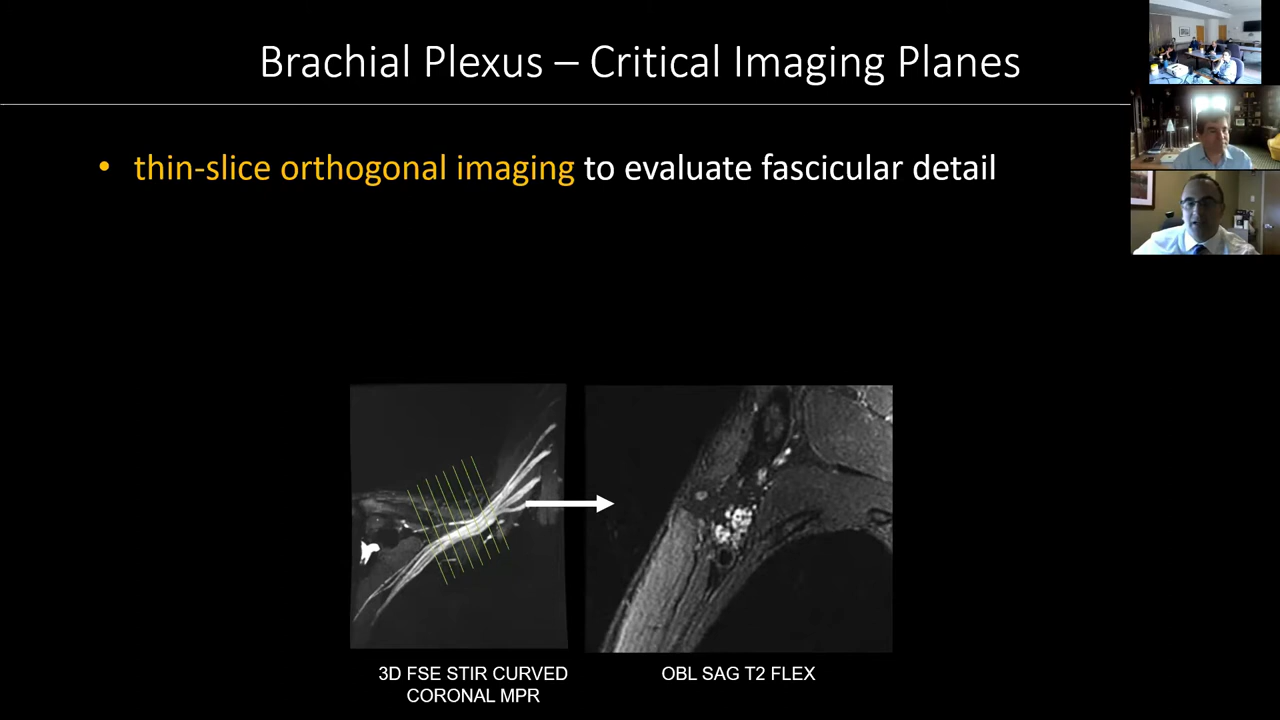 Brachial Plexus – Critical Imaging Planes
• thin-slice orthogonal imaging to evaluate fascicular detail
3D FSE STIR CURVED
CORONAL MPR
OBL SAG T2 FLEX